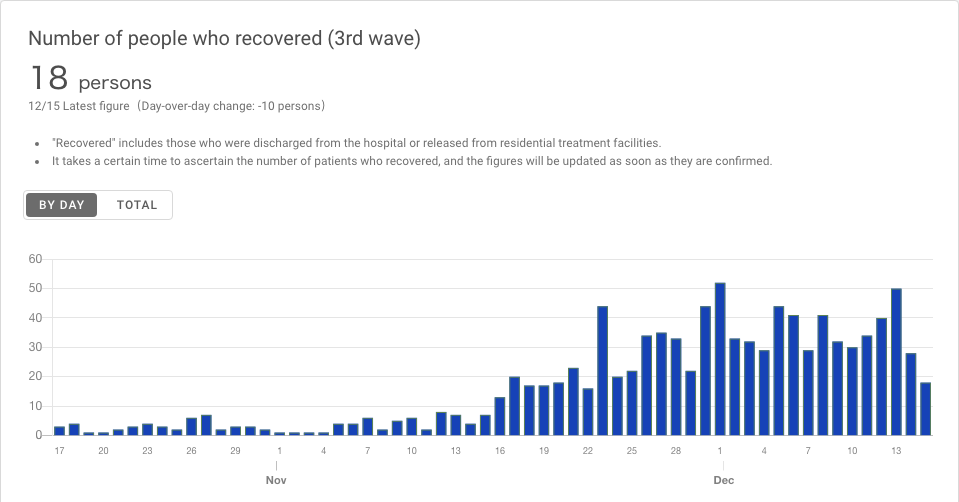 Number of people who recovered (3rd wave)
18 persons
12/15 Latest figure (Day-over-day change: -10 persons)
• "Recovered" includes those who were discharged from the hospital or released from residential treatment facilities.
• It takes a certain time to ascertain the number of patients who recovered, and the figures will be updated as soon as they are confirmed.
BY DAY TOTAL
60
50
40
30
20
10
0
17 20 23 26 29 1 4 7 10 13 16 19 22 25 28 1 4 7 10 13
Nov Dec